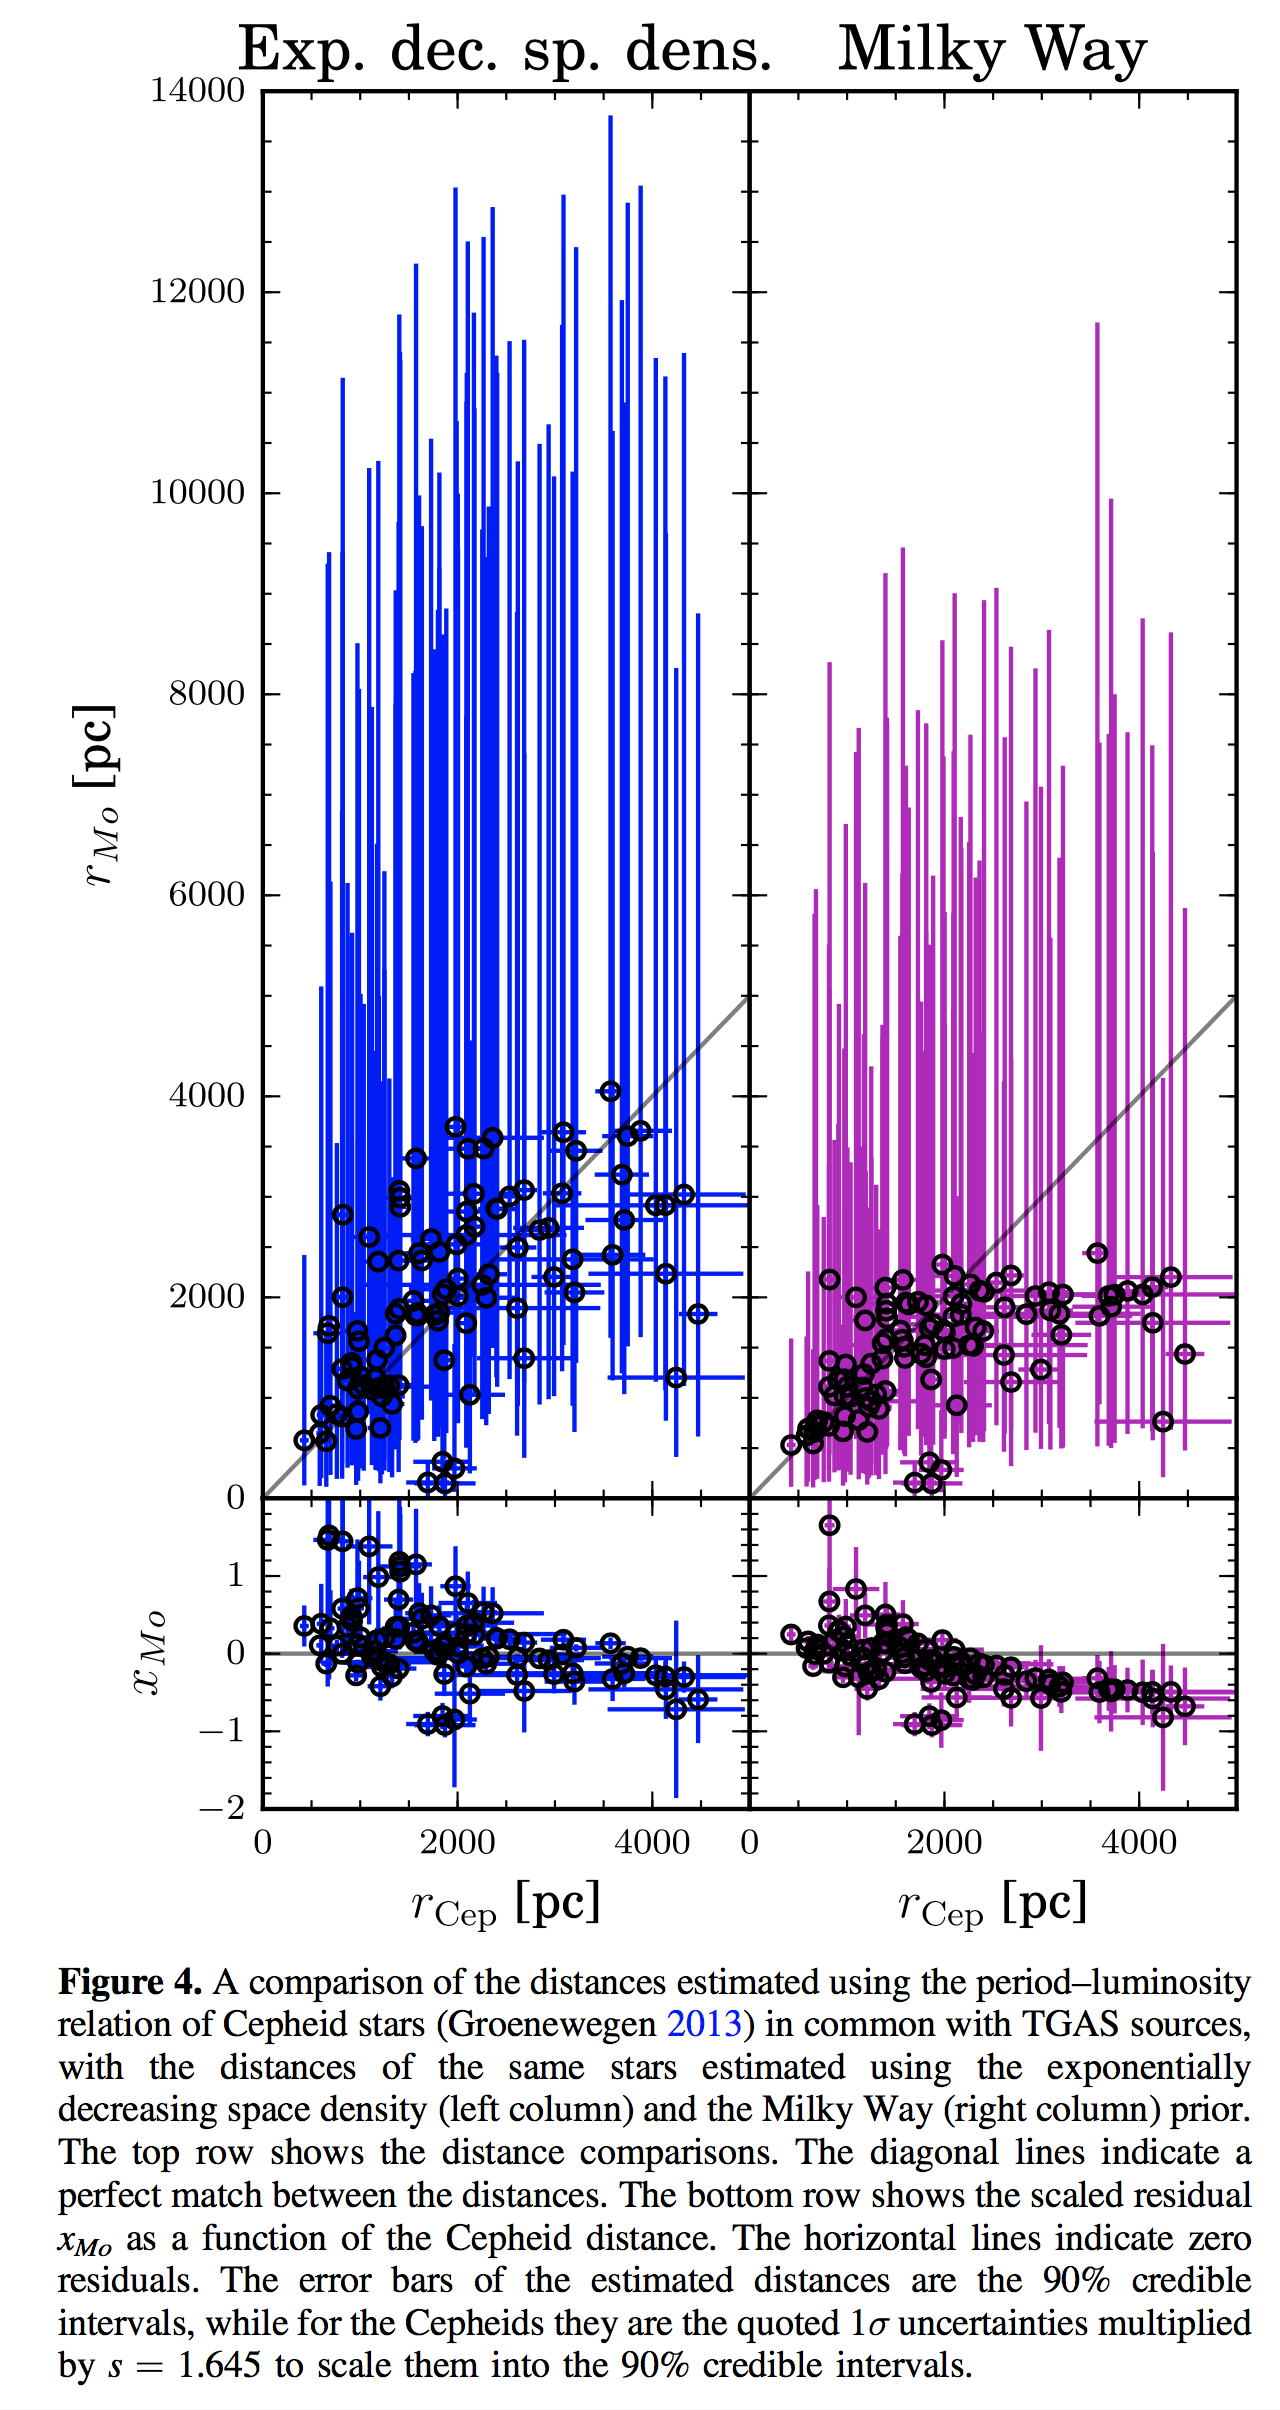 Exp. dec. sp. dens. Milky Way
14000
12000
10000
8000
6000
4000
2000
0
r_Mo [pc]
1
0
−1
−2
x_Mo
0 2000 4000 0 2000 4000
r_Cep [pc] r_Cep [pc]
Figure 4. A comparison of the distances estimated using the period–luminosity
relation of Cepheid stars (Groenewegen 2013) in common with TGAS sources,
with the distances of the same stars estimated using the exponentially
decreasing space density (left column) and the Milky Way (right column) prior.
The top row shows the distance comparisons. The diagonal lines indicate a
perfect match between the distances. The bottom row shows the scaled residual
x_Mo as a function of the Cepheid distance. The horizontal lines indicate zero
residuals. The error bars of the estimated distances are the 90% credible
intervals, while for the Cepheids they are the quoted 1σ uncertainties multiplied
by s = 1.645 to scale them into the 90% credible intervals.